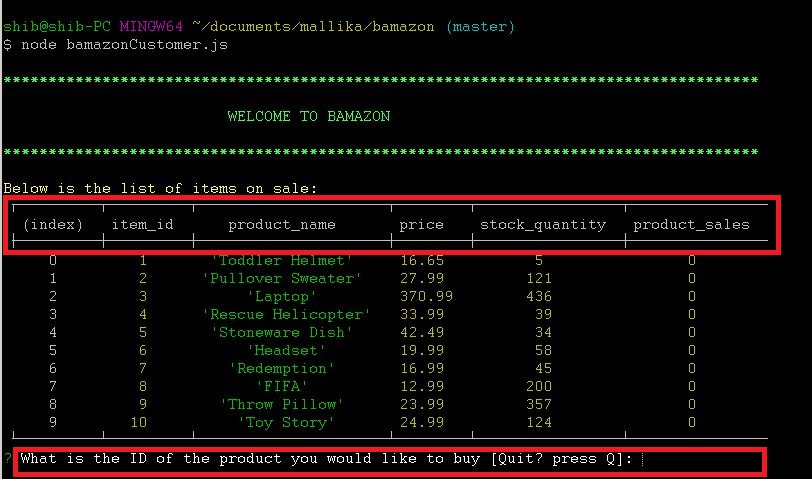 shib@shib-PC MINGW64 ~/documents/mallika/bamazon (master)
$ node bamazonCustomer.js
************************************************************************************
WELCOME TO BAMAZON
************************************************************************************
Below is the list of items on sale:
(index) item_id product_name price stock_quantity product_sales
0 1 'Toddler Helmet' 16.65 5 0
1 2 'Pullover Sweater' 27.99 121 0
2 3 'Laptop' 370.99 436 0
3 4 'Rescue Helicopter' 33.99 39 0
4 5 'Stoneware Dish' 42.49 34 0
5 6 'Headset' 19.99 58 0
6 7 'Redemption' 16.99 45 0
7 8 'FIFA' 12.99 200 0
8 9 'Throw Pillow' 23.99 357 0
9 10 'Toy Story' 24.99 124 0
? What is the ID of the product you would like to buy [Quit? press Q]: